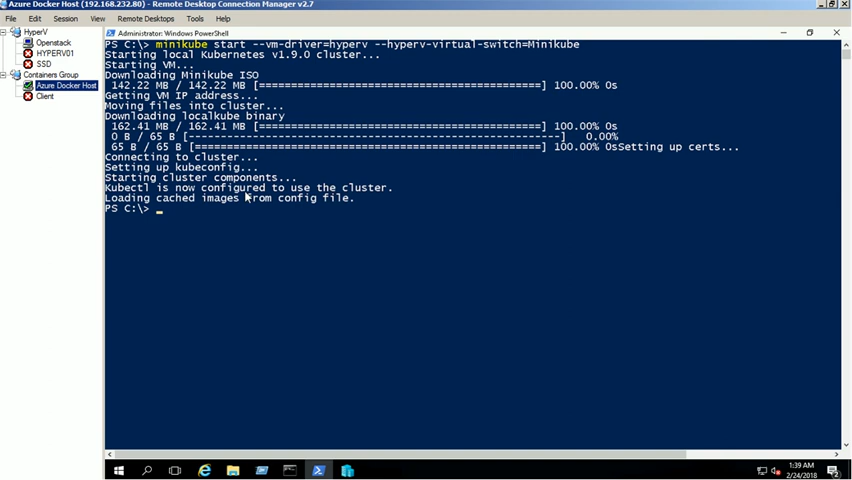 Azure Docker Host (192.168.232.80) - Remote Desktop Connection Manager v2.7
File Session View Remote Desktops Tools Help
HyperV
Openstack
HYPERV01
SSD
Containers Group
Azure Docker Host
Client
Administrator: Windows PowerShell
PS C:\> minikube start --vm-driver=hyperv --hyperv-virtual-switch=Minikube
Starting local Kubernetes v1.9.0 cluster...
Starting VM...
Downloading Minikube ISO
142.22 MB / 142.22 MB [============================================] 100.00% 0s
Getting VM IP address...
Moving files into cluster...
Downloading localkube binary
162.41 MB / 162.41 MB [============================================] 100.00% 0s
0 B / 65 B [----------------------------------------------------------] 0.00%
65 B / 65 B [======================================================] 100.00% 0sSetting up certs...
Connecting to cluster...
Setting up kubeconfig...
Starting cluster components...
Kubectl is now configured to use the cluster.
Loading cached images from config file.
PS C:\> _
1:39 AM
2/24/2018
2